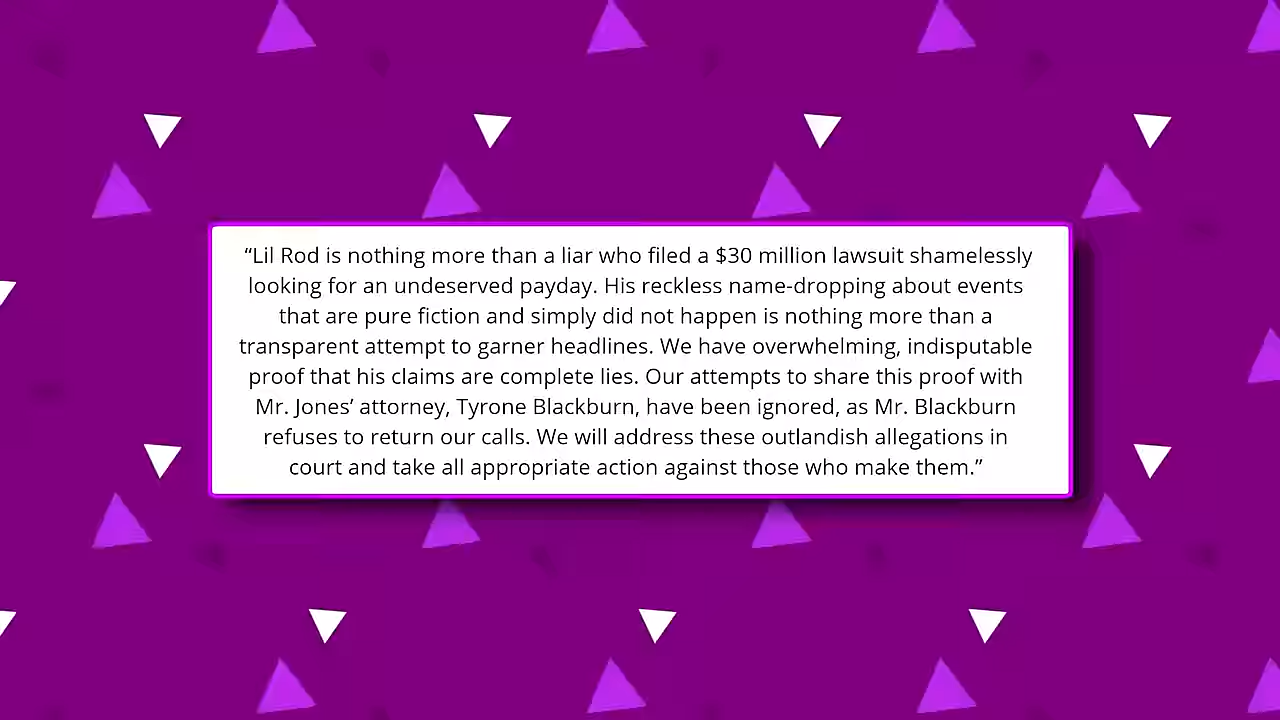 “Lil Rod is nothing more than a liar who filed a $30 million lawsuit shamelessly
looking for an undeserved payday. His reckless name-dropping about events
that are pure fiction and simply did not happen is nothing more than a
transparent attempt to garner headlines. We have overwhelming, indisputable
proof that his claims are complete lies. Our attempts to share this proof with
Mr. Jones’ attorney, Tyrone Blackburn, have been ignored, as Mr. Blackburn
refuses to return our calls. We will address these outlandish allegations in
court and take all appropriate action against those who make them.”